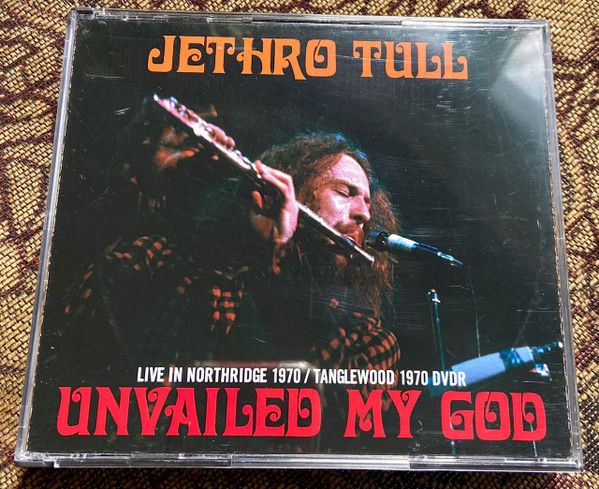 JETHRO TULL
LIVE IN NORTHRIDGE 1970 / TANGLEWOOD 1970 DVDR
UNVAILED MY GOD